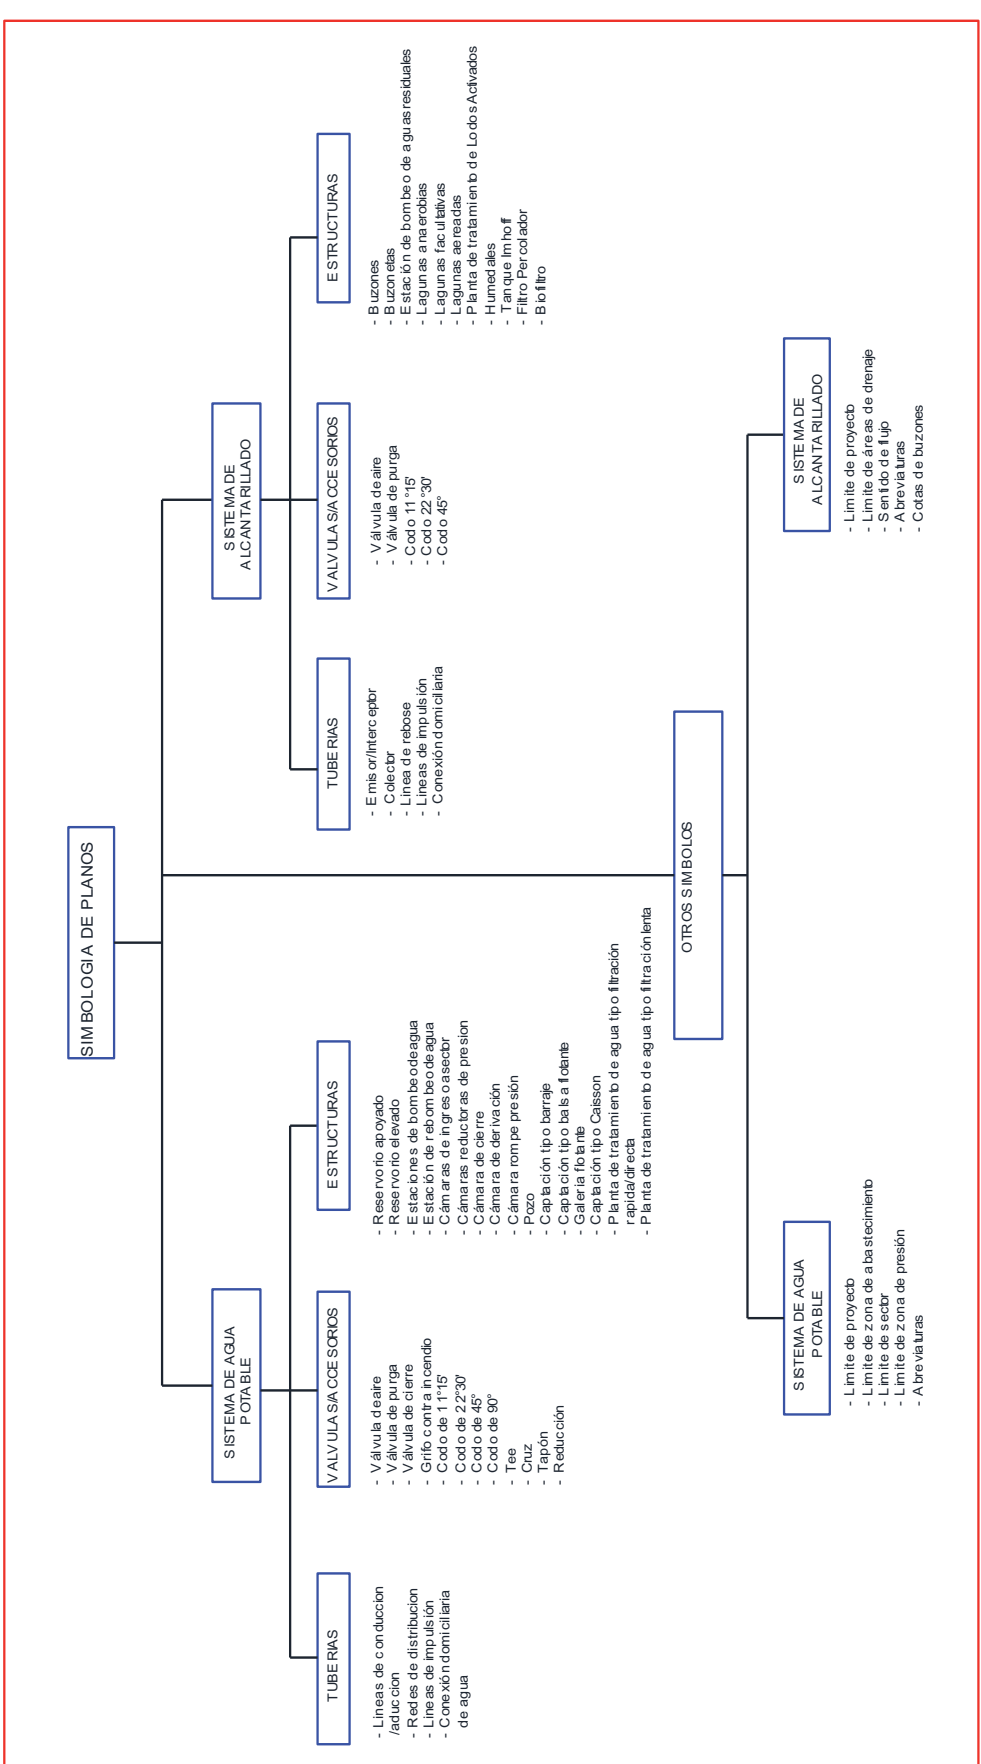 SIMBOLOGIA DE PLANOS
SISTEMA DE AGUA
POTABLE
TUBERIAS
- Lineas de conduccion
/aduccion
- Redes de distribucion
- Lineas de impulsión
- Conexión domiciliaria
de agua
VALVULAS/ACCESORIOS
- Válvula de aire
- Válvula de purga
- Válvula de cierre
- Grifo contra incendio
- Codo de 11°15'
- Codo de 22°30'
- Codo de 45°
- Codo de 90°
- Tee
- Cruz
- Tapón
- Reducción
ESTRUCTURAS
- Reservorio apoyado
- Reservorio elevado
- Estaciones de bombeo de agua
- Estación de rebombeo de agua
- Cámaras de ingreso a sector
- Cámaras reductoras de presion
- Cámara de cierre
- Cámara de derivación
- Cámara rompe presión
- Pozo
- Captación tipo barraje
- Captación tipo balsa flotante
- Galería flotante
- Captación tipo Caisson
- Planta de tratamiento de agua tipo filtración
rapida/directa
- Planta de tratamiento de agua tipo filtración lenta
SISTEMA DE
ALCANTARILLADO
TUBERIAS
- Emisor/Interceptor
- Colector
- Linea de rebose
- Lineas de impulsión
- Conexión domiciliaria
VALVULAS/ACCESORIOS
- Válvula de aire
- Válvula de purga
- Codo 11°15'
- Codo 22°30'
- Codo 45°
ESTRUCTURAS
- Buzones
- Buzonetas
- Estación de bombeo de aguas residuales
- Lagunas anaerobias
- Lagunas facultativas
- Lagunas aereadas
- Planta de tratamiento de Lodos Activados
- Humedales
- Tanque Imhoff
- Filtro Percolador
- Biofiltro
OTROS SIMBOLOS
SISTEMA DE AGUA
POTABLE
- Limite de proyecto
- Limite de zona de abastecimiento
- Limite de sector
- Limite de zona de presión
- Abreviaturas
SISTEMA DE
ALCANTARILLADO
- Limite de proyecto
- Limite de áreas de drenaje
- Sentido de flujo
- Abreviaturas
- Cotas de buzones